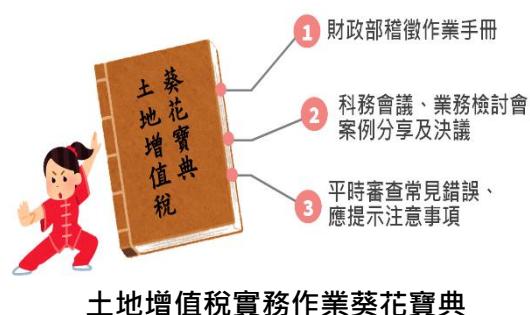 葵花寶典
土地增值稅
1 財政部稽徵作業手冊
2 科務會議、業務檢討會
案例分享及決議
3 平時審查常見錯誤、
應提示注意事項
土地增值稅實務作業葵花寶典